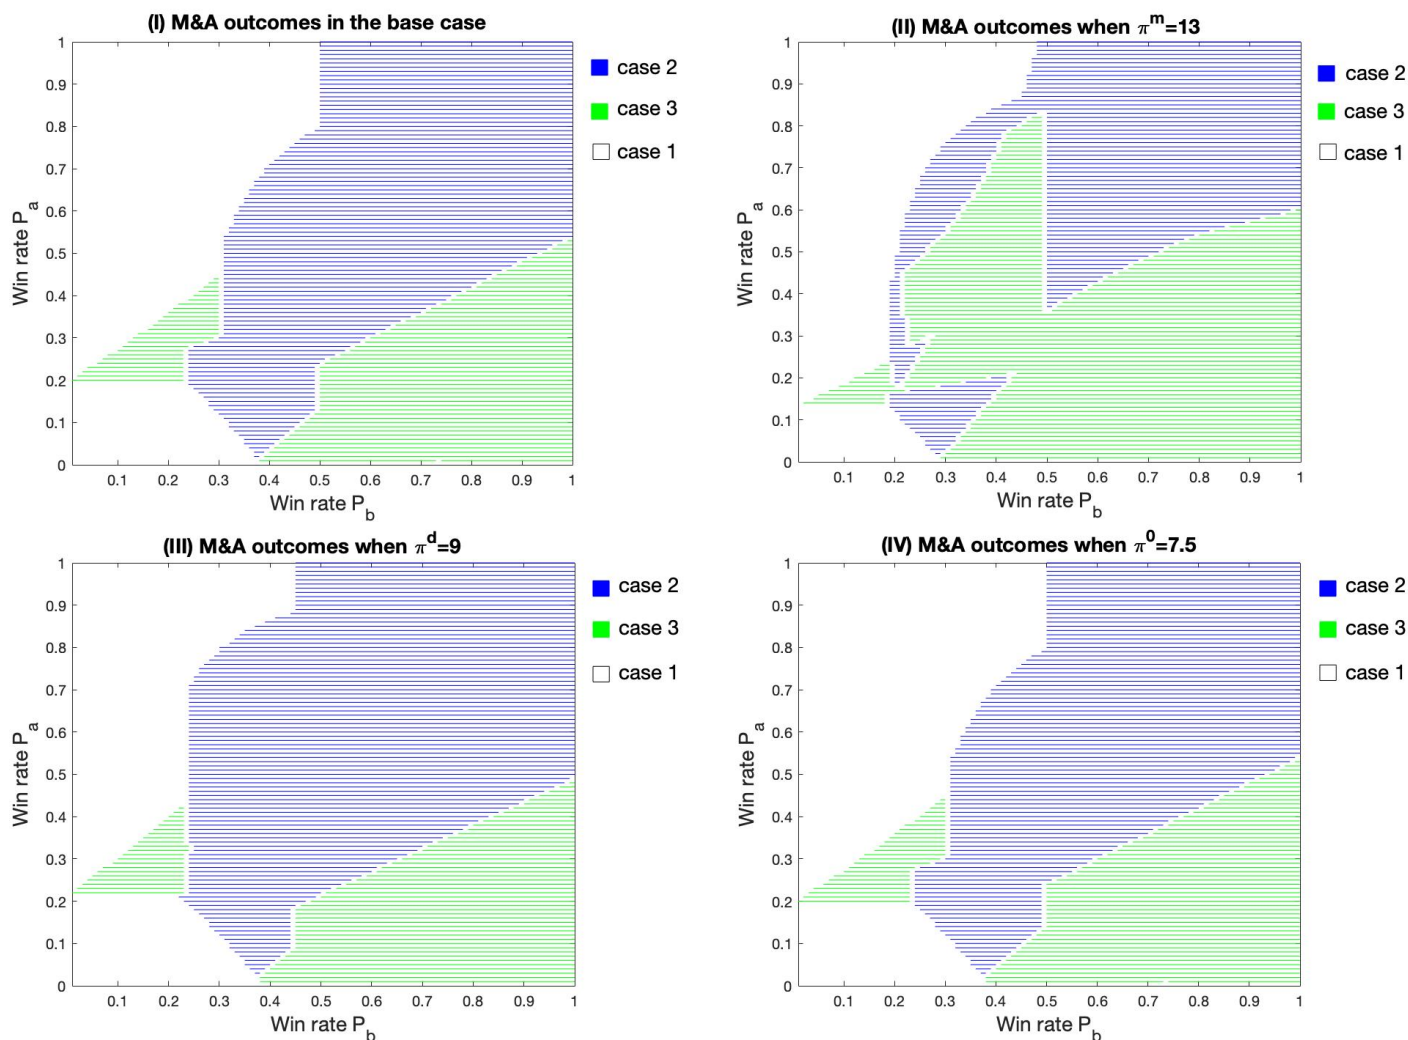 (I) M&A outcomes in the base case
1
0.9
0.8
0.7
0.6
0.5
0.4
0.3
0.2
0.1
0
Win rate P_a
0.1 0.2 0.3 0.4 0.5 0.6 0.7 0.8 0.9 1
Win rate P_b
case 2
case 3
case 1
(II) M&A outcomes when π^m=13
1
0.9
0.8
0.7
0.6
0.5
0.4
0.3
0.2
0.1
0
Win rate P_a
0.1 0.2 0.3 0.4 0.5 0.6 0.7 0.8 0.9 1
Win rate P_b
case 2
case 3
case 1
(III) M&A outcomes when π^d=9
1
0.9
0.8
0.7
0.6
0.5
0.4
0.3
0.2
0.1
0
Win rate P_a
0.1 0.2 0.3 0.4 0.5 0.6 0.7 0.8 0.9 1
Win rate P_b
case 2
case 3
case 1
(IV) M&A outcomes when π^0=7.5
1
0.9
0.8
0.7
0.6
0.5
0.4
0.3
0.2
0.1
0
Win rate P_a
0.1 0.2 0.3 0.4 0.5 0.6 0.7 0.8 0.9 1
Win rate P_b
case 2
case 3
case 1